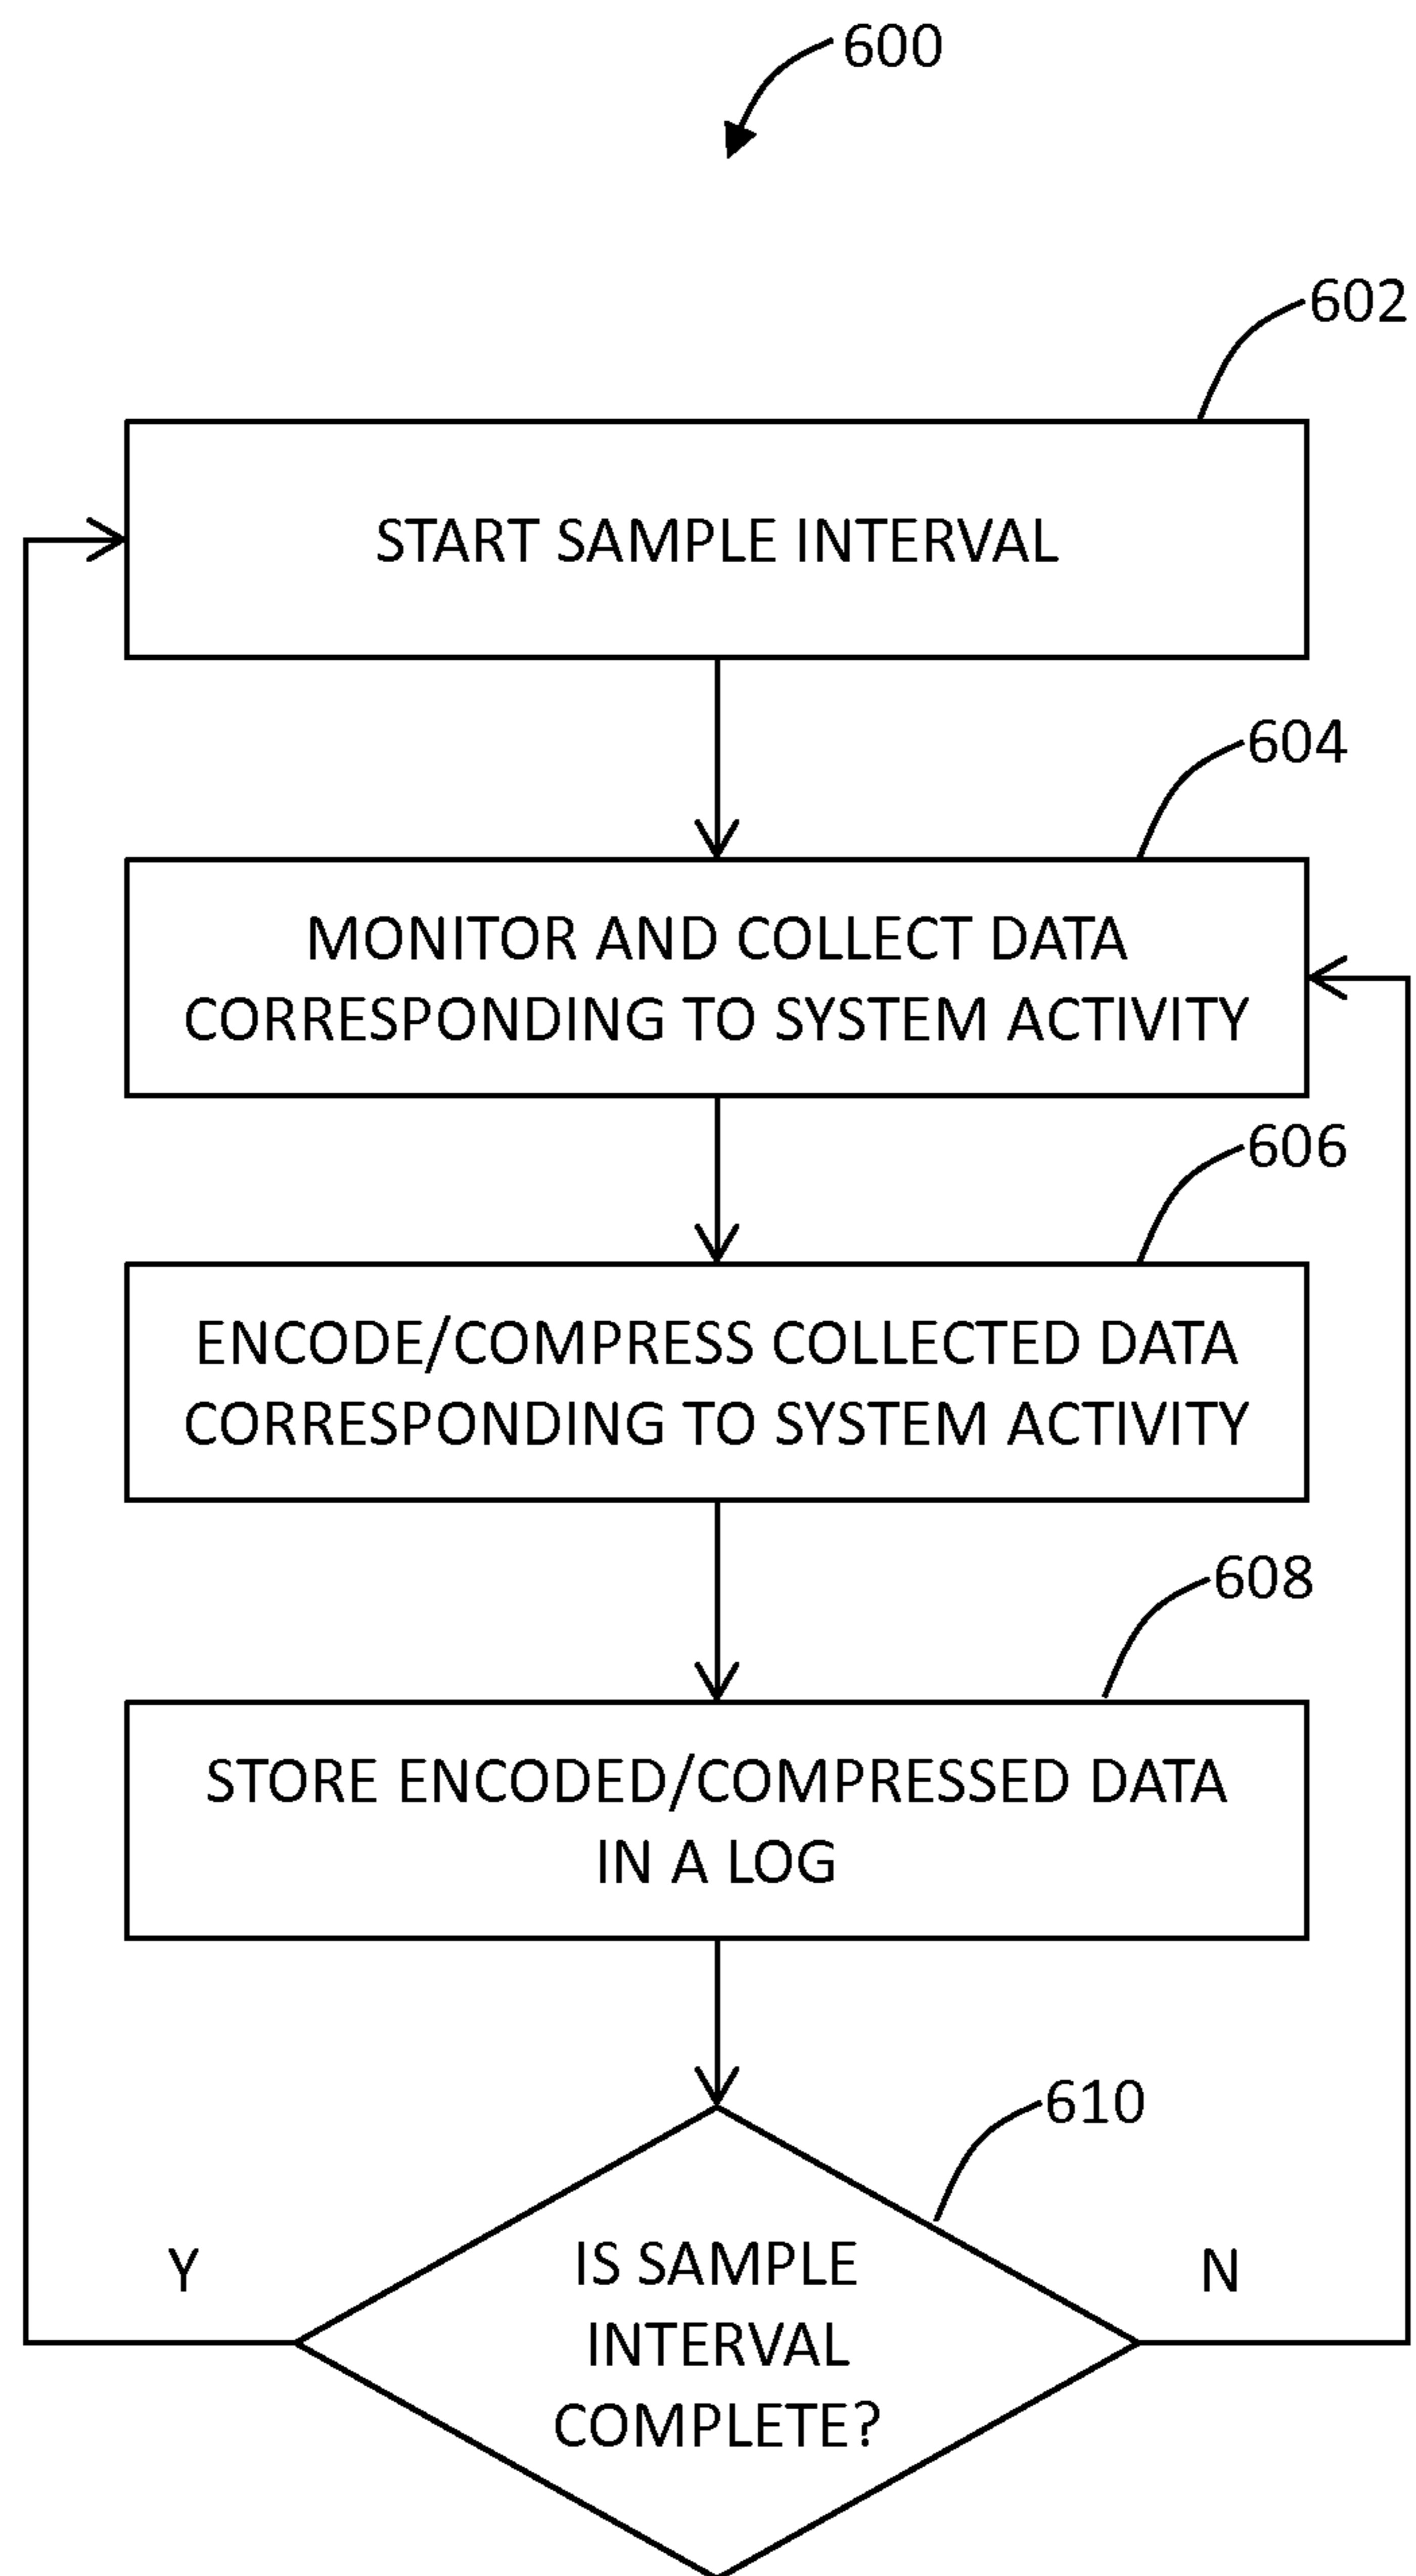 600
602
START SAMPLE INTERVAL
604
MONITOR AND COLLECT DATA
CORRESPONDING TO SYSTEM ACTIVITY
606
ENCODE/COMPRESS COLLECTED DATA
CORRESPONDING TO SYSTEM ACTIVITY
608
STORE ENCODED/COMPRESSED DATA
IN A LOG
610
Y
N
IS SAMPLE
INTERVAL
COMPLETE?